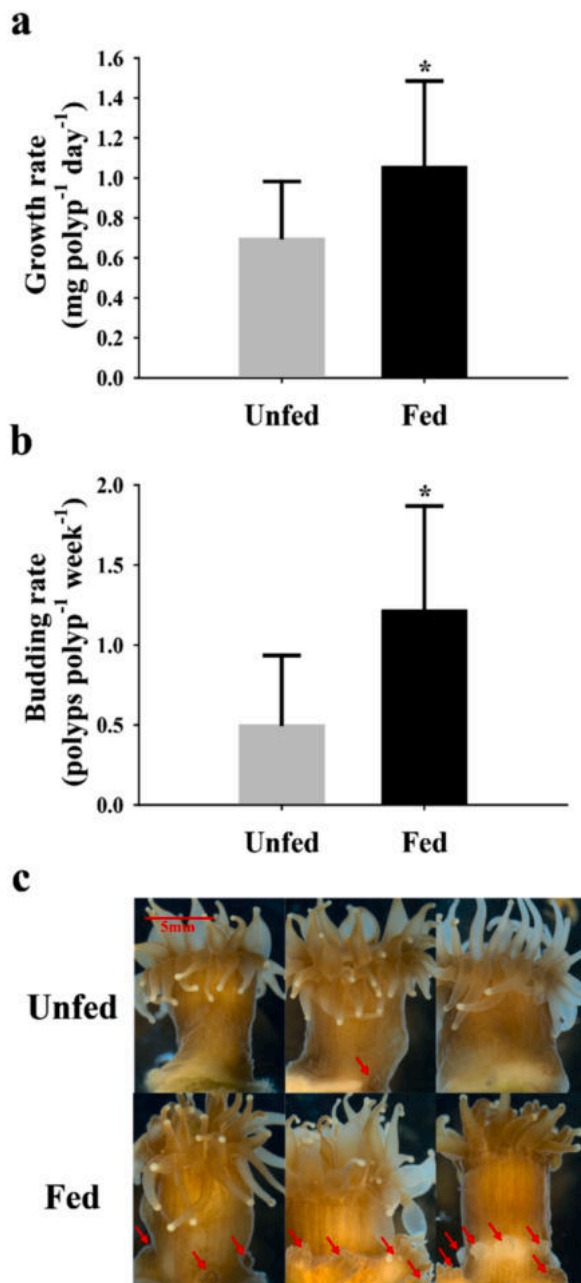 a
Growth rate
(mg polyp⁻¹ day⁻¹)
1.6
1.4
1.2
1.0
0.8
0.6
0.4
0.2
0.0
*
Unfed Fed
b
Budding rate
(polyps polyp⁻¹ week⁻¹)
2.0
1.5
1.0
0.5
0.0
*
Unfed Fed
c
5mm
Unfed
Fed